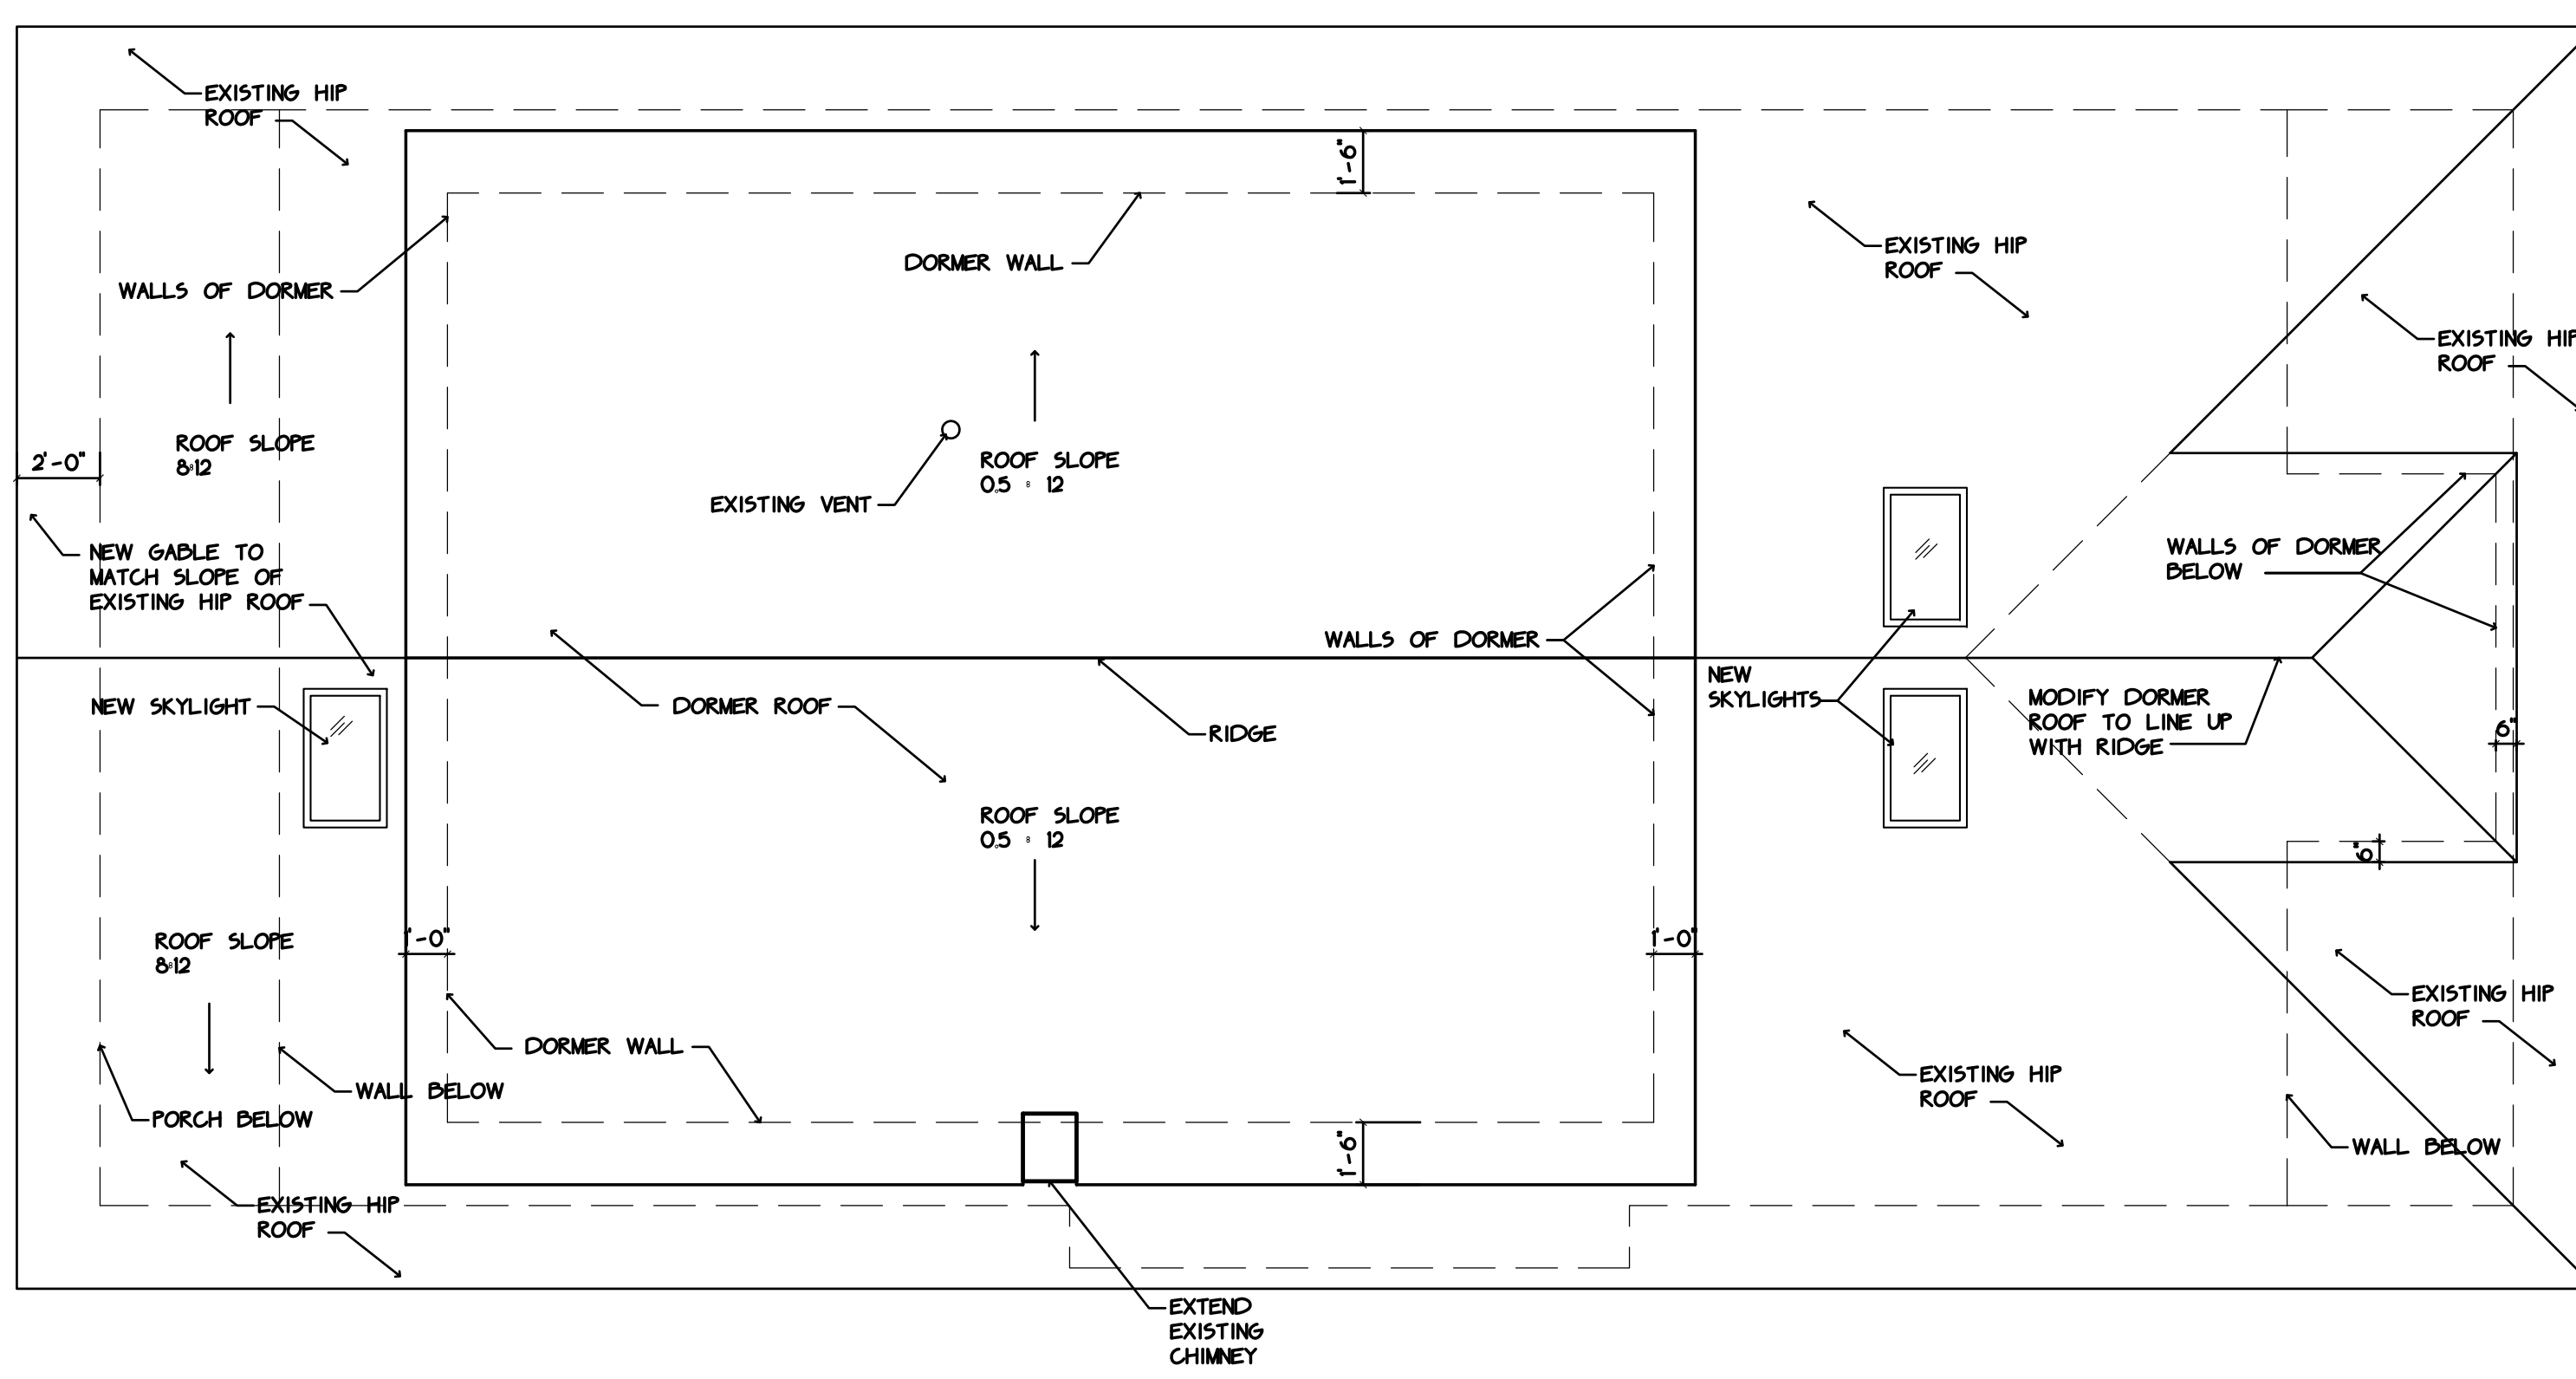 EXISTING HIP
ROOF
1'-6"
DORMER WALL
EXISTING HIP
ROOF
WALLS OF DORMER
EXISTING HIP
ROOF
ROOF SLOPE
8:12
2'-0"
ROOF SLOPE
0.5 : 12
EXISTING VENT
NEW GABLE TO
MATCH SLOPE OF
EXISTING HIP ROOF
WALLS OF DORMER
BELOW
WALLS OF DORMER
NEW
SKYLIGHTS
NEW SKYLIGHT
DORMER ROOF
RIDGE
MODIFY DORMER
ROOF TO LINE UP
WITH RIDGE
6"
ROOF SLOPE
0.5 : 12
6"
ROOF SLOPE
8:12
1'-0"
1'-0"
EXISTING HIP
ROOF
DORMER WALL
WALL BELOW
EXISTING HIP
ROOF
PORCH BELOW
1'-6"
WALL BELOW
EXISTING HIP
ROOF
EXTEND
EXISTING
CHIMNEY